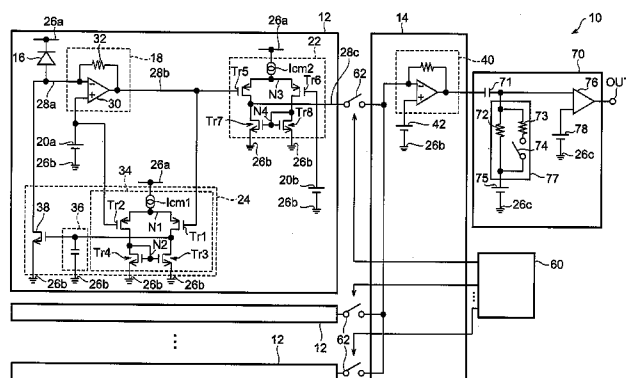 10
12
14
26a
26a
16
32
18
22
28c
62
40
70
28b
28a
30
Tr5
Icm2
Tr6
N3
N4
Tr7
Tr8
26b
26b
20a
26b
34
26a
24
20b
26b
42
26b
71
76
OUT
72
73
74
78
75
77
26c
26c
38
36
Icm1
Tr2
N1
Tr1
N2
Tr4
Tr3
26b
26b
26b
26b
60
62
12
12
62